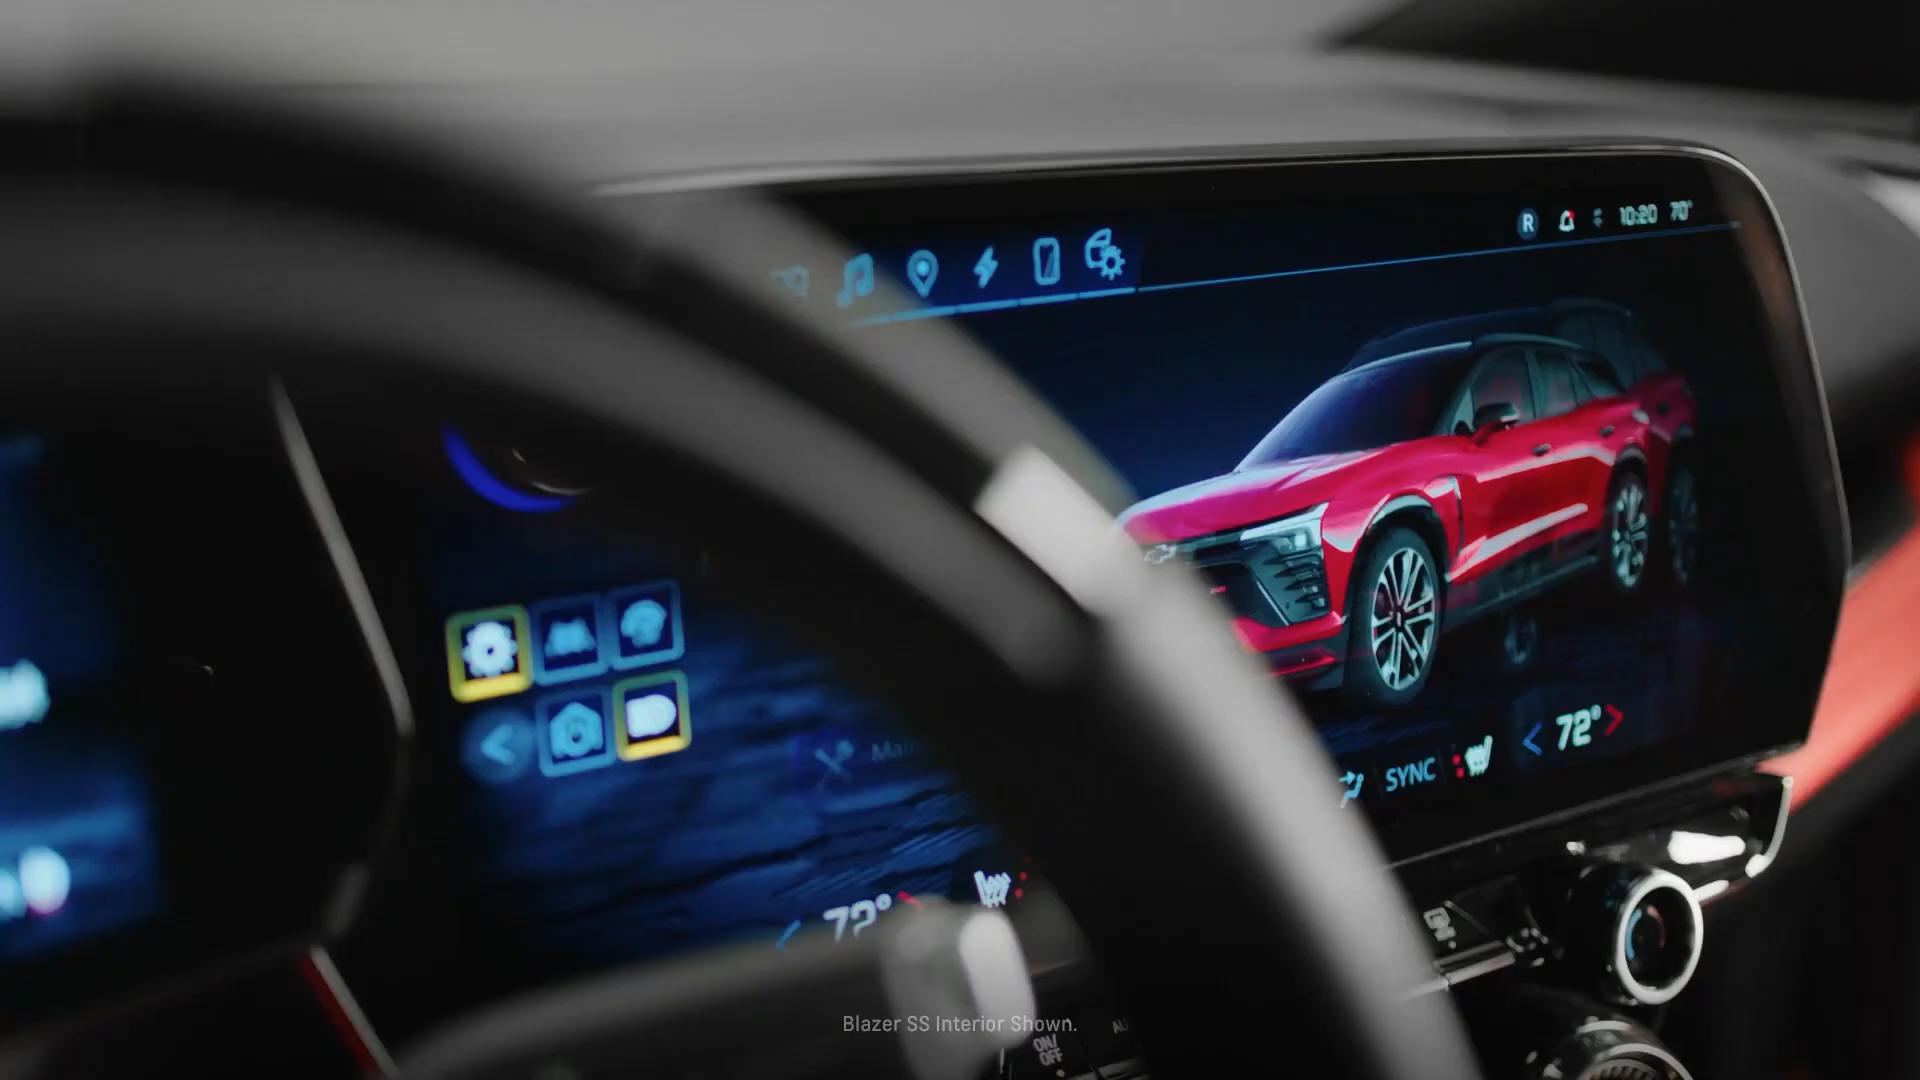 R 10:20 70°
72°
SYNC
72°
Blazer SS Interior Shown.
ON/
OFF